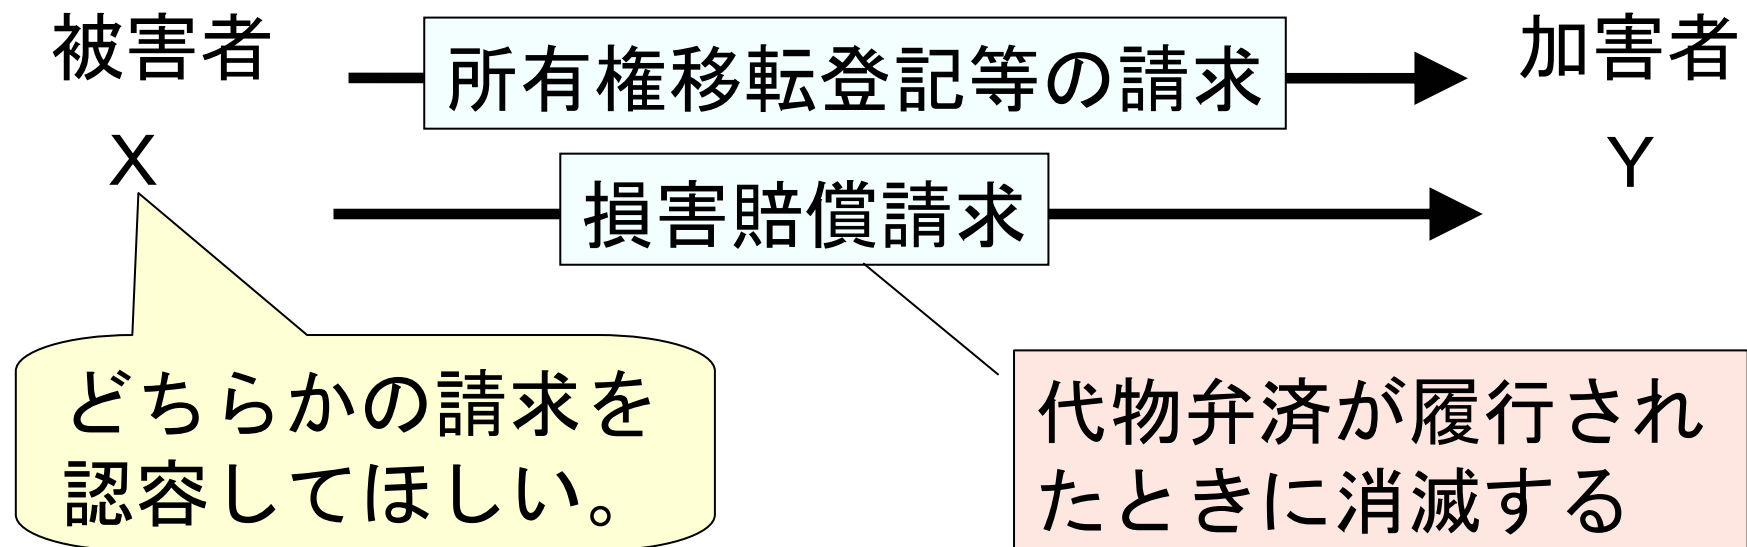 被害者
所有権移転登記等の請求
加害者
X
Y
損害賠償請求
どちらかの請求を
認容してほしい。
代物弁済が履行され
たときに消滅する